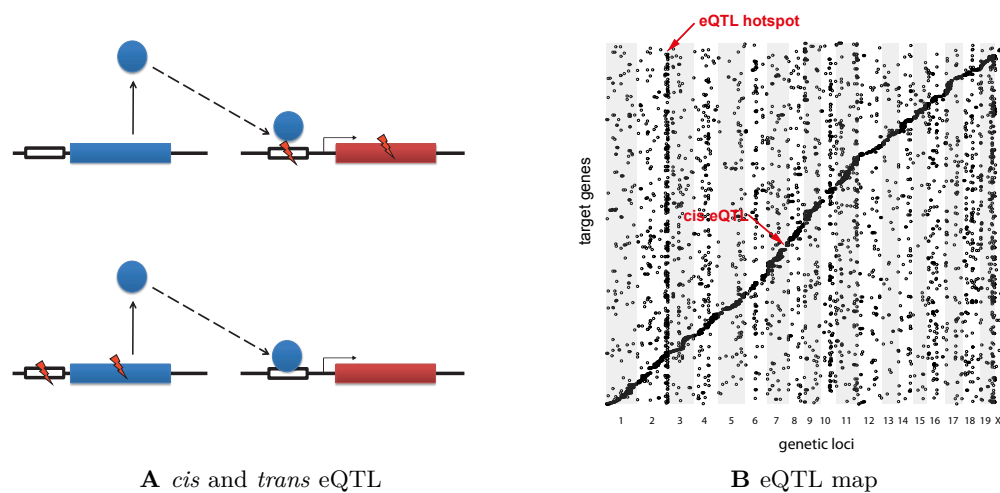 eQTL hotspot
target genes
cis eQTL
1 2 3 4 5 6 7 8 9 10 11 12 13 14 15 16 17 18 19 X
genetic loci
A cis and trans eQTL
B eQTL map